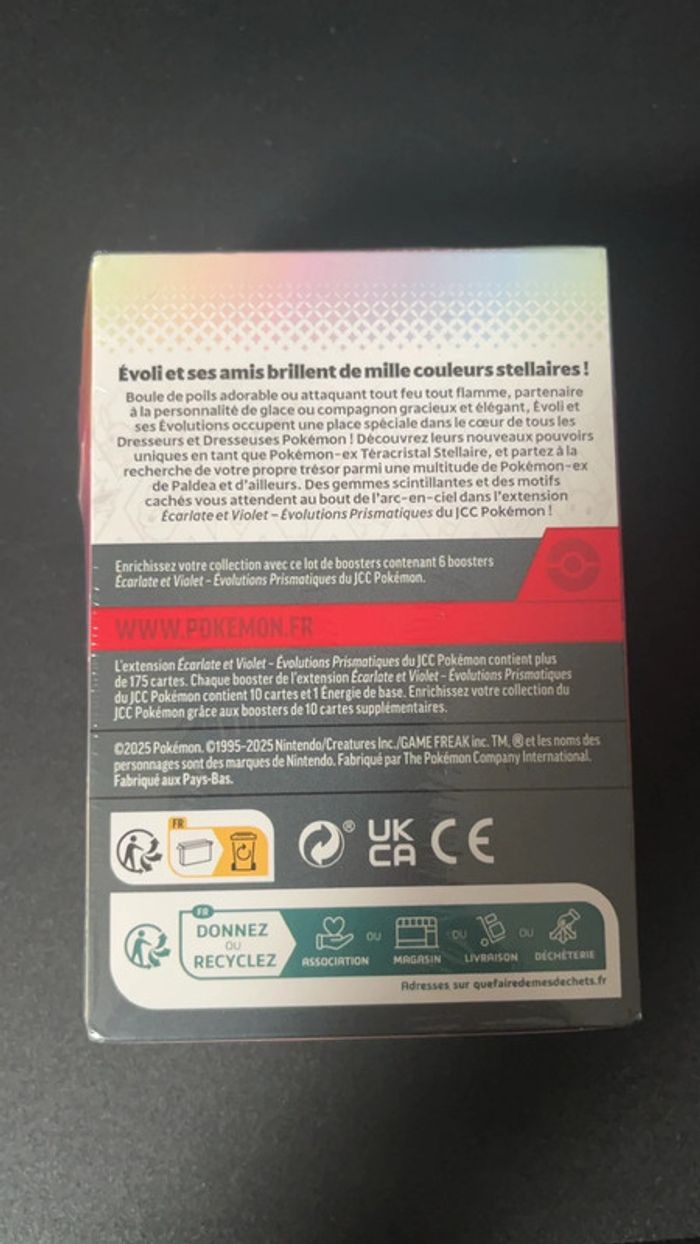 Évoli et ses amis brillent de mille couleurs stellaires !
Boule de poils adorable ou attaquant tout feu tout flamme, partenaire
à la personnalité de glace ou compagnon gracieux et élégant, Évoli et
ses Évolutions occupent une place spéciale dans le cœur de tous les
Dresseurs et Dresseuses Pokémon ! Découvrez leurs nouveaux pouvoirs
uniques en tant que Pokémon-ex Téracristal Stellaire, et partez à la
recherche de votre propre trésor parmi une multitude de Pokémon-ex
de Paldea et d'ailleurs. Des gemmes scintillantes et des motifs
cachés vous attendent au bout de l'arc-en-ciel dans l'extension
Écarlate et Violet – Évolutions Prismatiques du JCC Pokémon !
Enrichissez votre collection avec ce lot de boosters contenant 6 boosters
Écarlate et Violet – Évolutions Prismatiques du JCC Pokémon.
WWW.POKEMON.FR
L'extension Écarlate et Violet – Évolutions Prismatiques du JCC Pokémon contient plus
de 175 cartes. Chaque booster de l'extension Écarlate et Violet – Évolutions Prismatiques
du JCC Pokémon contient 10 cartes et 1 Énergie de base. Enrichissez votre collection du
JCC Pokémon grâce aux boosters de 10 cartes supplémentaires.
©2025 Pokémon. ©1995-2025 Nintendo/Creatures Inc./GAME FREAK inc. TM, ® et les noms des
personnages sont des marques de Nintendo. Fabriqué par The Pokémon Company International.
Fabriqué aux Pays-Bas.
FR
® UK CA CE
FR
DONNEZ
OU
RECYCLEZ
ASSOCIATION OU MAGASIN OU LIVRAISON OU DÉCHÈTERIE
Adresses sur quefairedemesdechets.fr